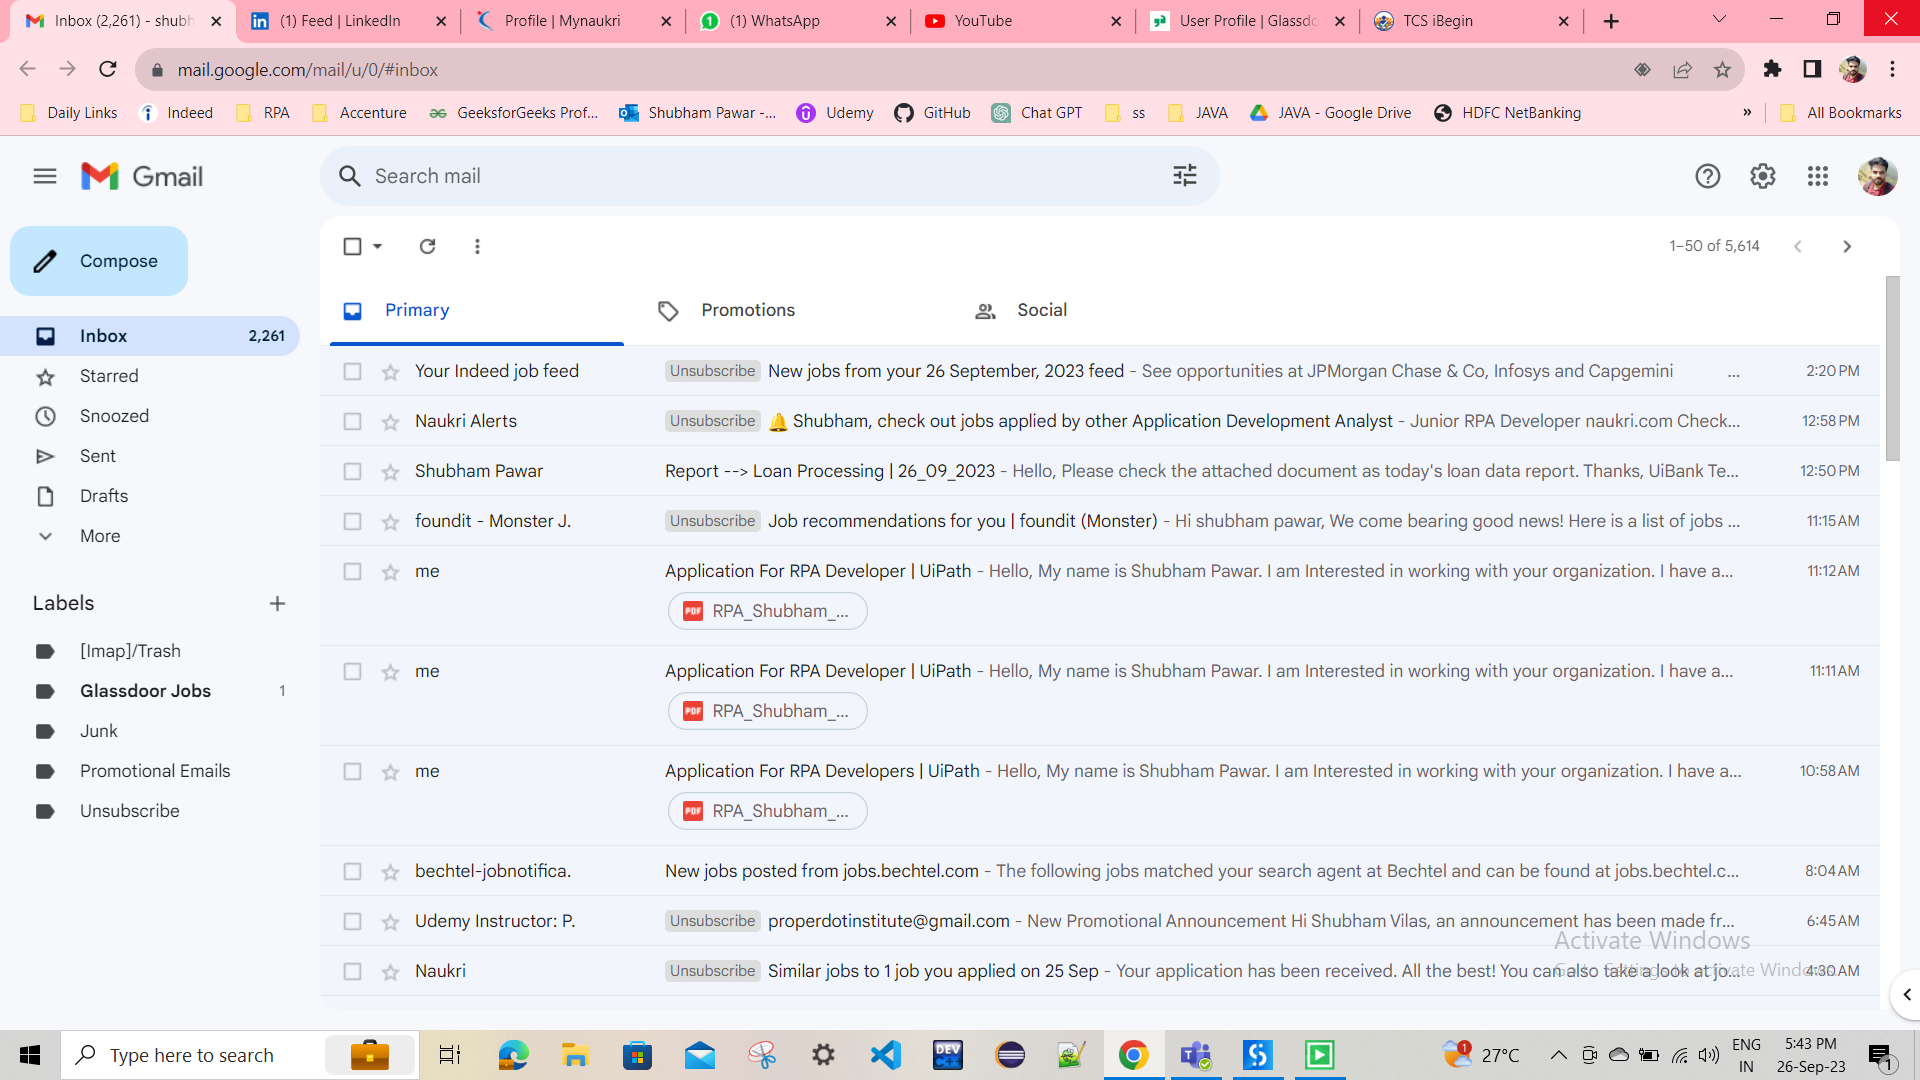 Inbox (2,261) - shubh
(1) Feed | LinkedIn
Profile | Mynaukri
(1) WhatsApp
YouTube
User Profile | Glassdo
TCS iBegin
mail.google.com/mail/u/0/#inbox
Daily Links Indeed RPA Accenture GeeksforGeeks Prof... Shubham Pawar -... Udemy GitHub Chat GPT ss JAVA JAVA - Google Drive HDFC NetBanking » All Bookmarks
Gmail
Search mail
Compose
1–50 of 5,614
Primary Promotions Social
Inbox 2,261
Starred
Snoozed
Sent
Drafts
More
Labels
[Imap]/Trash
Glassdoor Jobs 1
Junk
Promotional Emails
Unsubscribe
Your Indeed job feed Unsubscribe New jobs from your 26 September, 2023 feed - See opportunities at JPMorgan Chase & Co, Infosys and Capgemini ... 2:20 PM
Naukri Alerts Unsubscribe 🔔 Shubham, check out jobs applied by other Application Development Analyst - Junior RPA Developer naukri.com Check... 12:58 PM
Shubham Pawar Report --> Loan Processing | 26_09_2023 - Hello, Please check the attached document as today's loan data report. Thanks, UiBank Te... 12:50 PM
foundit - Monster J. Unsubscribe Job recommendations for you | foundit (Monster) - Hi shubham pawar, We come bearing good news! Here is a list of jobs ... 11:15 AM
me Application For RPA Developer | UiPath - Hello, My name is Shubham Pawar. I am Interested in working with your organization. I have a... 11:12 AM
PDF RPA_Shubham_...
me Application For RPA Developer | UiPath - Hello, My name is Shubham Pawar. I am Interested in working with your organization. I have a... 11:11 AM
PDF RPA_Shubham_...
me Application For RPA Developers | UiPath - Hello, My name is Shubham Pawar. I am Interested in working with your organization. I have a... 10:58 AM
PDF RPA_Shubham_...
bechtel-jobnotifica. New jobs posted from jobs.bechtel.com - The following jobs matched your search agent at Bechtel and can be found at jobs.bechtel.c... 8:04 AM
Udemy Instructor: P. Unsubscribe properdotinstitute@gmail.com - New Promotional Announcement Hi Shubham Vilas, an announcement has been made fr... 6:45 AM
Naukri Unsubscribe Similar jobs to 1 job you applied on 25 Sep - Your application has been received. All the best! You can also take a look at jo... 4:30 AM
Activate Windows
Go to Settings to activate Windows.
Type here to search
DEV
1
27°C
ENG
IN
5:43 PM
26-Sep-23
1